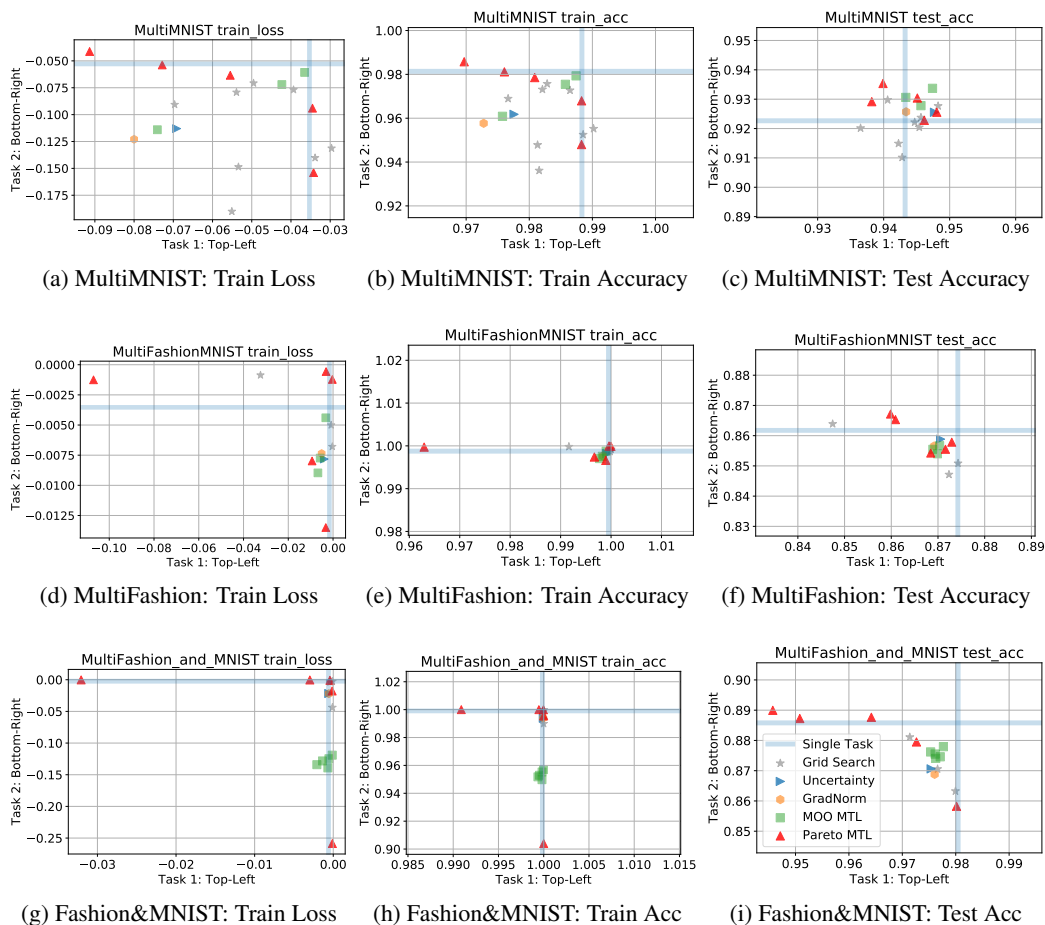 MultiMNIST train_loss
Task 2: Bottom-Right
−0.050
−0.075
−0.100
−0.125
−0.150
−0.175
−0.09 −0.08 −0.07 −0.06 −0.05 −0.04 −0.03
Task 1: Top-Left
(a) MultiMNIST: Train Loss
MultiMNIST train_acc
Task 2: Bottom-Right
1.00
0.98
0.96
0.94
0.92
0.97 0.98 0.99 1.00
Task 1: Top-Left
(b) MultiMNIST: Train Accuracy
MultiMNIST test_acc
Task 2: Bottom-Right
0.95
0.94
0.93
0.92
0.91
0.90
0.89
0.93 0.94 0.95 0.96
Task 1: Top-Left
(c) MultiMNIST: Test Accuracy
MultiFashionMNIST train_loss
Task 2: Bottom-Right
0.0000
−0.0025
−0.0050
−0.0075
−0.0100
−0.0125
−0.10 −0.08 −0.06 −0.04 −0.02 0.00
Task 1: Top-Left
(d) MultiFashion: Train Loss
MultiFashionMNIST train_acc
Task 2: Bottom-Right
1.02
1.01
1.00
0.99
0.98
0.96 0.97 0.98 0.99 1.00 1.01
Task 1: Top-Left
(e) MultiFashion: Train Accuracy
MultiFashionMNIST test_acc
Task 2: Bottom-Right
0.88
0.87
0.86
0.85
0.84
0.83
0.84 0.85 0.86 0.87 0.88 0.89
Task 1: Top-Left
(f) MultiFashion: Test Accuracy
MultiFashion_and_MNIST train_loss
Task 2: Bottom-Right
0.00
−0.05
−0.10
−0.15
−0.20
−0.25
−0.03 −0.02 −0.01 0.00
Task 1: Top-Left
(g) Fashion&MNIST: Train Loss
MultiFashion_and_MNIST train_acc
Task 2: Bottom-Right
1.02
1.00
0.98
0.96
0.94
0.92
0.90
0.985 0.990 0.995 1.000 1.005 1.010 1.015
Task 1: Top-Left
(h) Fashion&MNIST: Train Acc
MultiFashion_and_MNIST test_acc
Task 2: Bottom-Right
0.90
0.89
0.88
0.87
0.86
0.85
Single Task
Grid Search
Uncertainty
GradNorm
MOO MTL
Pareto MTL
0.95 0.96 0.97 0.98 0.99
Task 1: Top-Left
(i) Fashion&MNIST: Test Acc